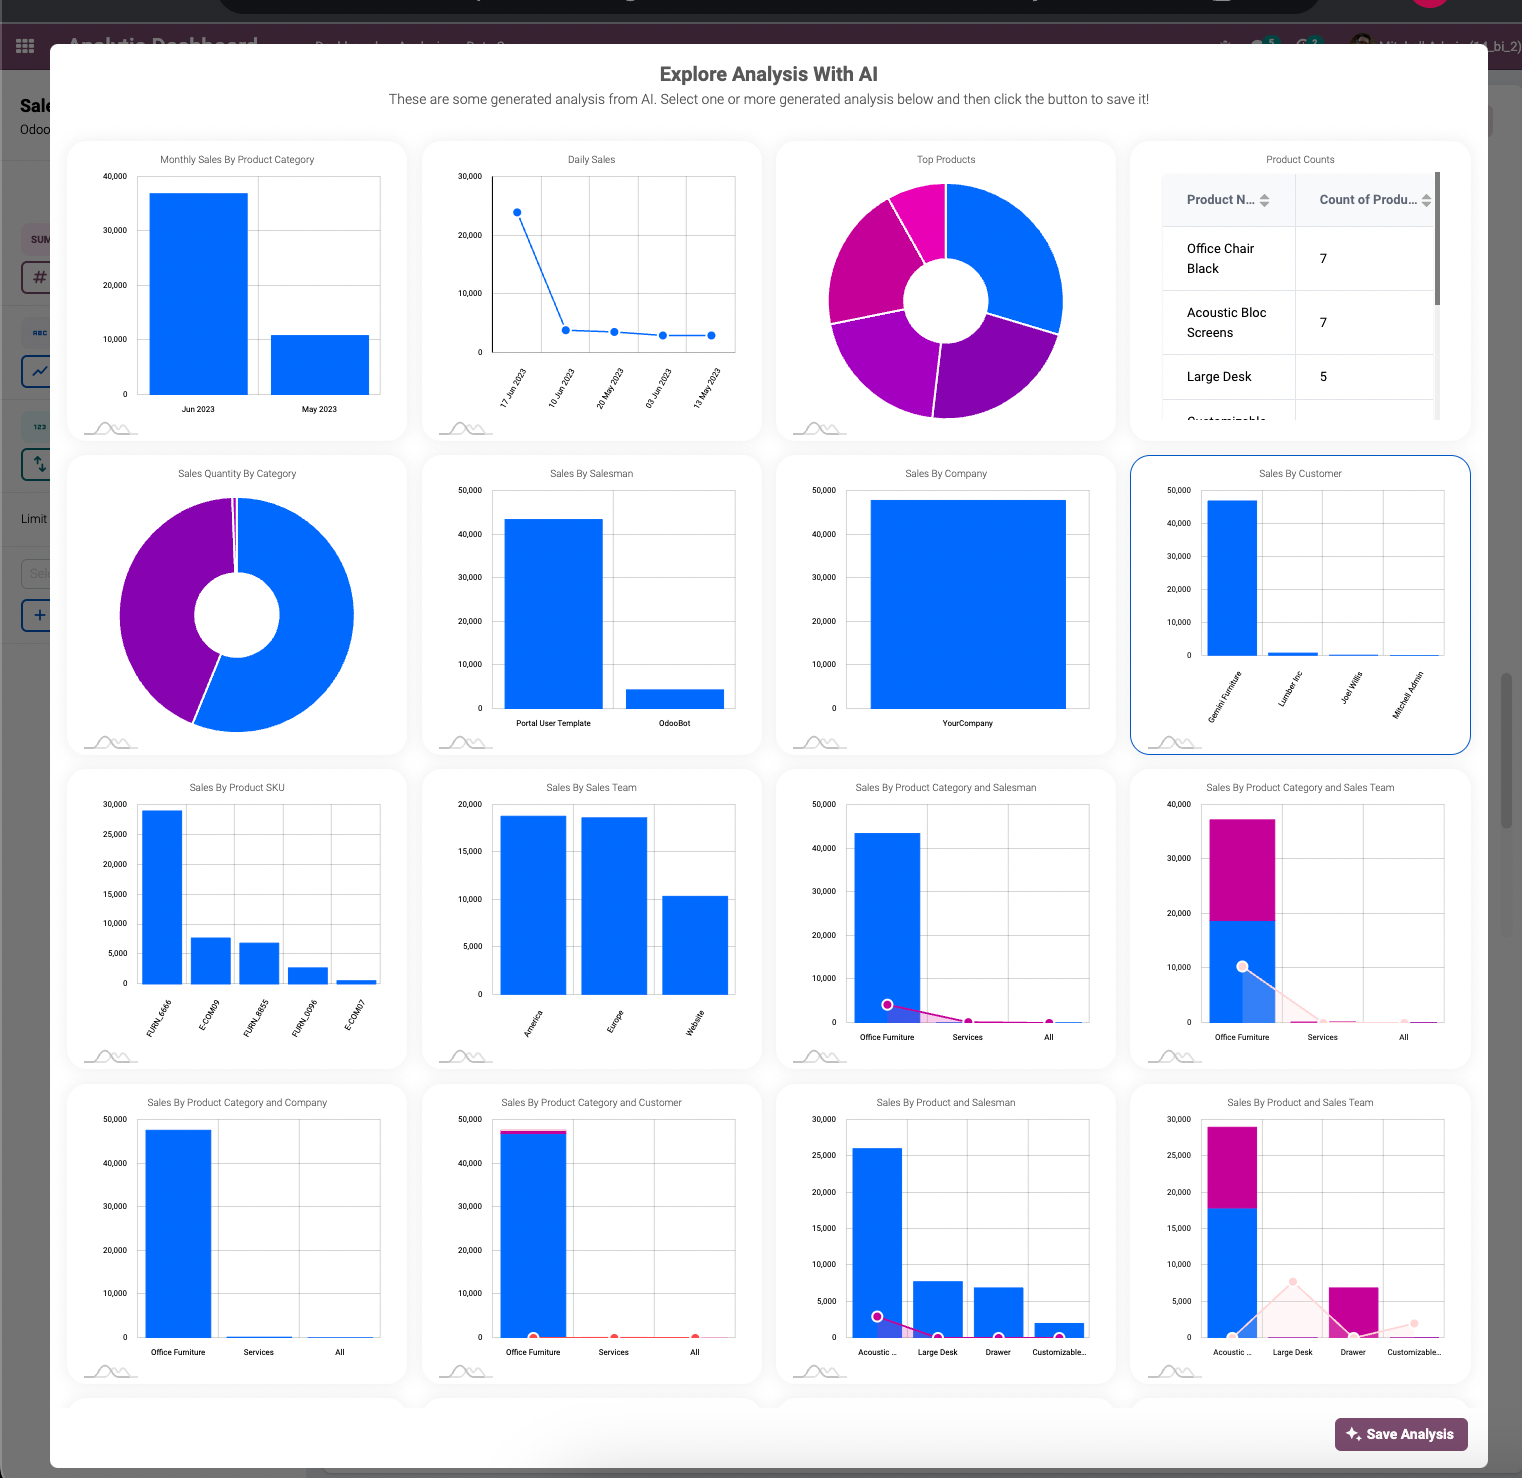 Mitchell Admin (14_bi_2)
Sale
Odoo
SUM
ABC
123
Limit
Sele
Explore Analysis With AI
These are some generated analysis from AI. Select one or more generated analysis below and then click the button to save it!
Monthly Sales By Product Category
40,000
30,000
20,000
10,000
0
Jun 2023
May 2023
Daily Sales
30,000
20,000
10,000
0
17 Jun 2023
10 Jun 2023
20 May 2023
03 Jun 2023
13 May 2023
Top Products
Product Counts
Product N... Count of Produ...
Office Chair
Black
7
Acoustic Bloc
Screens
7
Large Desk 5
Customizable
Sales Quantity By Category
Sales By Salesman
50,000
40,000
30,000
20,000
10,000
0
Portal User Template
OdooBot
Sales By Company
50,000
40,000
30,000
20,000
10,000
0
YourCompany
Sales By Customer
50,000
40,000
30,000
20,000
10,000
0
Gemini Furniture
Lumber Inc
Joel Willis
Mitchell Admin
Sales By Product SKU
30,000
25,000
20,000
15,000
10,000
5,000
0
FURN_6666
E-COM09
FURN_8855
FURN_0096
E-COM07
Sales By Sales Team
20,000
15,000
10,000
5,000
0
America
Europe
Website
Sales By Product Category and Salesman
50,000
40,000
30,000
20,000
10,000
0
Office Furniture
Services
All
Sales By Product Category and Sales Team
40,000
30,000
20,000
10,000
0
Office Furniture
Services
All
Sales By Product Category and Company
50,000
40,000
30,000
20,000
10,000
0
Office Furniture
Services
All
Sales By Product Category and Customer
50,000
40,000
30,000
20,000
10,000
0
Office Furniture
Services
All
Sales By Product and Salesman
30,000
25,000
20,000
15,000
10,000
5,000
0
Acoustic ...
Large Desk
Drawer
Customizable...
Sales By Product and Sales Team
30,000
25,000
20,000
15,000
10,000
5,000
0
Acoustic ...
Large Desk
Drawer
Customizable...
Save Analysis